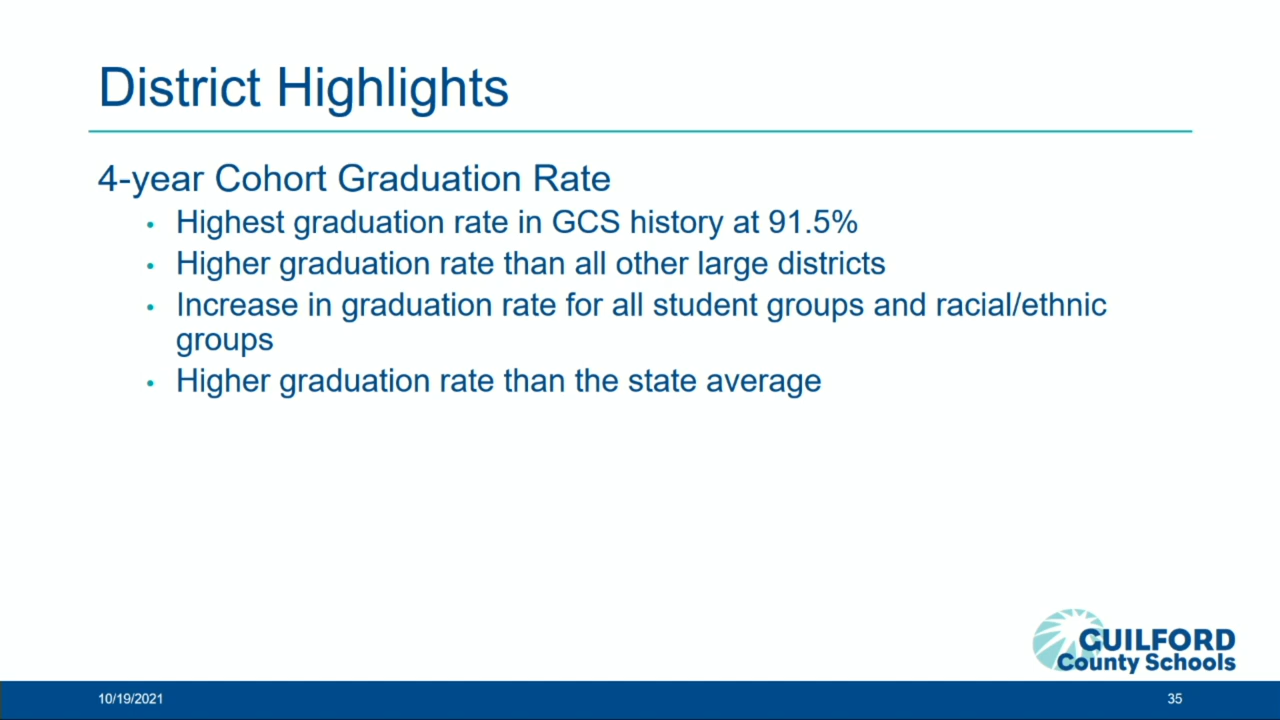 District Highlights
4-year Cohort Graduation Rate
• Highest graduation rate in GCS history at 91.5%
• Higher graduation rate than all other large districts
• Increase in graduation rate for all student groups and racial/ethnic
groups
• Higher graduation rate than the state average
GUILFORD
County Schools
10/19/2021
35